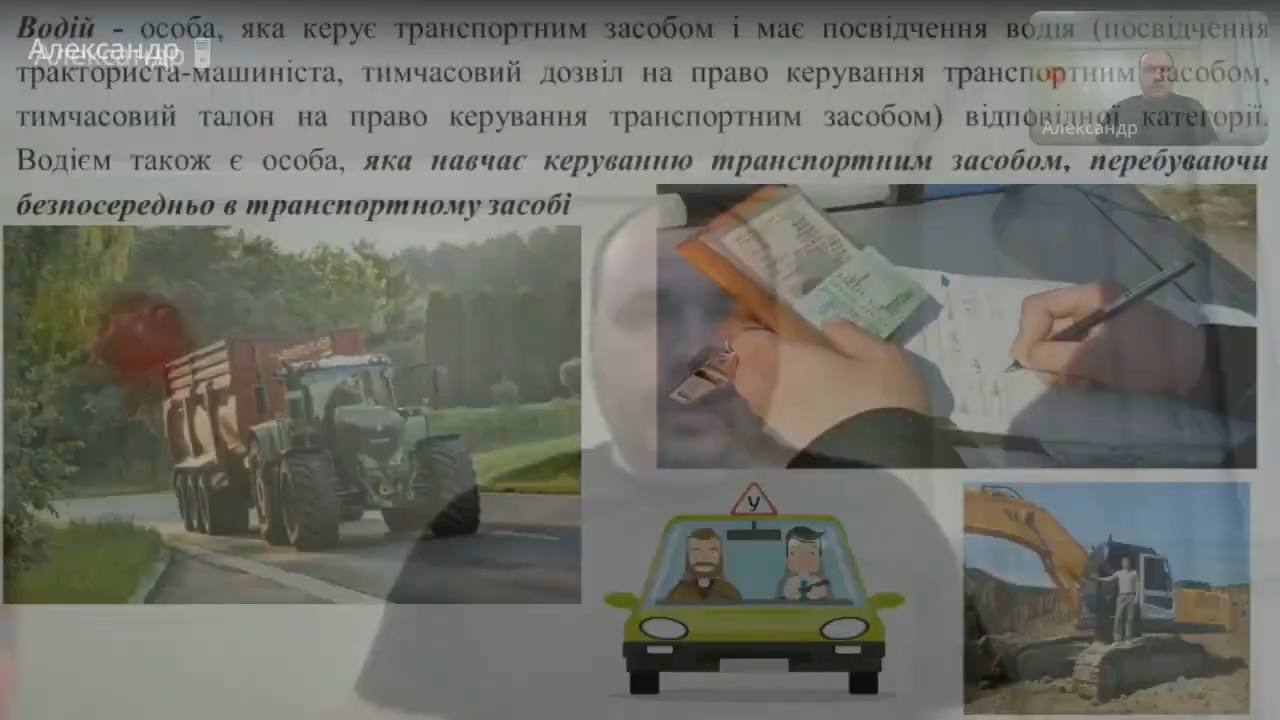 Водій - особа, яка керує транспортним засобом і має посвідчення водія (посвідчення
тракториста-машиніста, тимчасовий дозвіл на право керування транспортним засобом,
тимчасовий талон на право керування транспортним засобом) відповідної категорії.
Водієм також є особа, яка навчає керуванню транспортним засобом, перебуваючи
безпосередньо в транспортному засобі
Александр
Александр
Александр
У